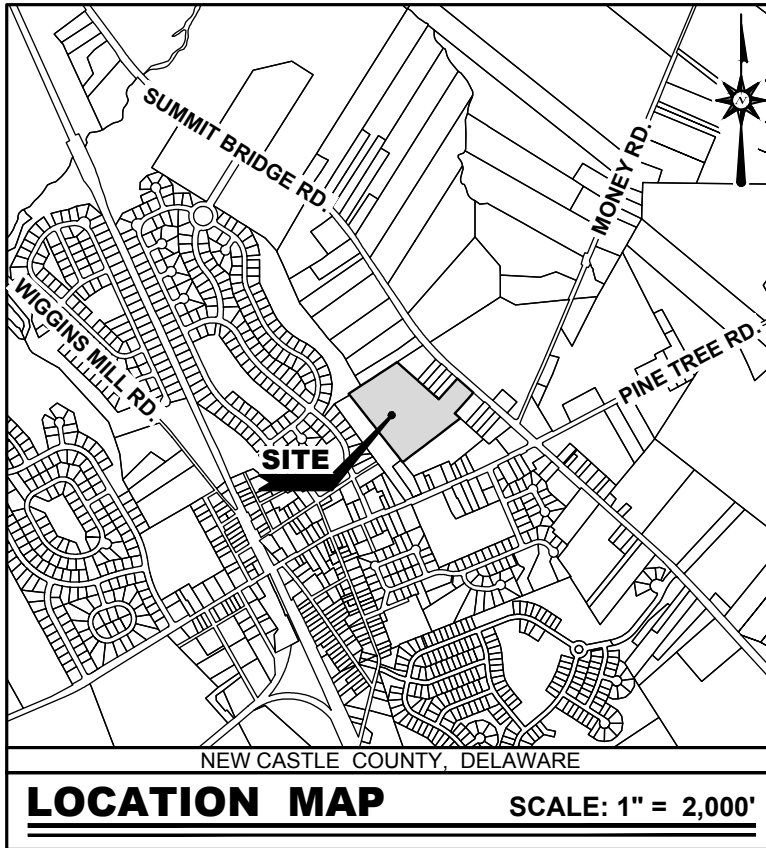 SUMMIT BRIDGE RD.
MONEY RD.
N
WIGGINS MILL RD.
PINE TREE RD.
SITE
NEW CASTLE COUNTY, DELAWARE
LOCATION MAP
SCALE: 1" = 2,000'